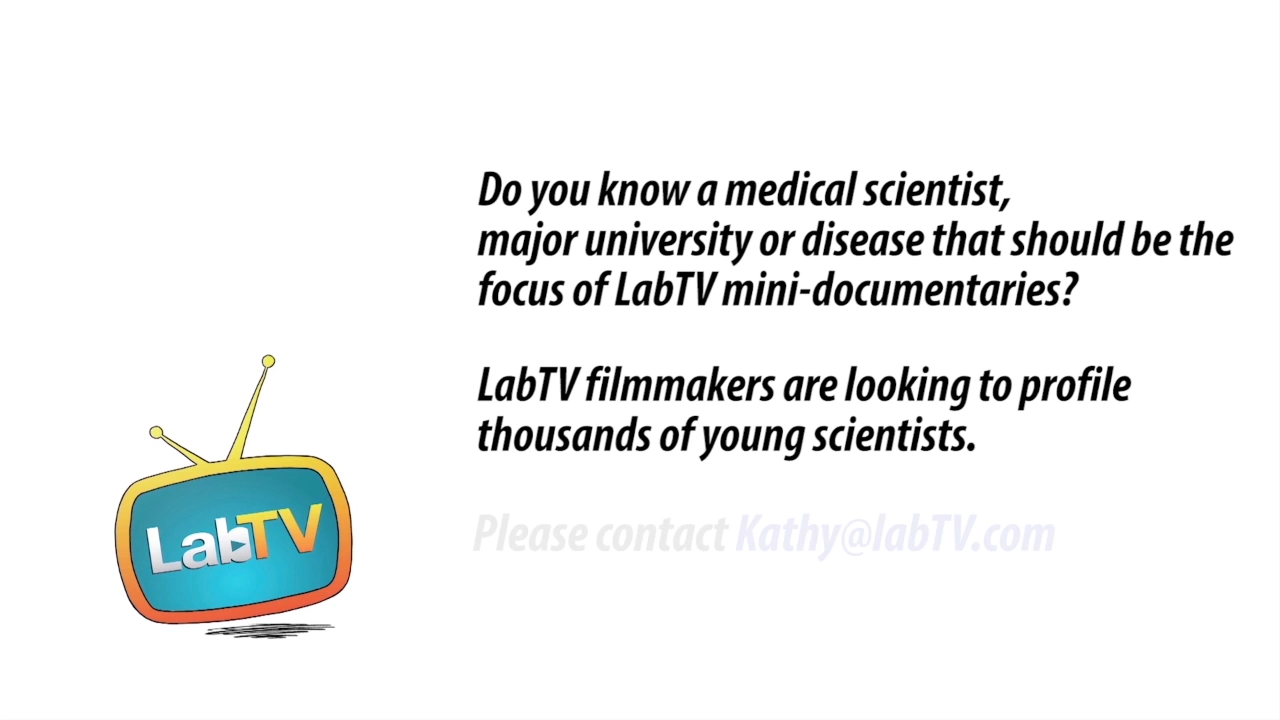 Do you know a medical scientist,
major university or disease that should be the
focus of LabTV mini-documentaries?
LabTV filmmakers are looking to profile
thousands of young scientists.
LabTV
Please contact Kathy@labTV.com